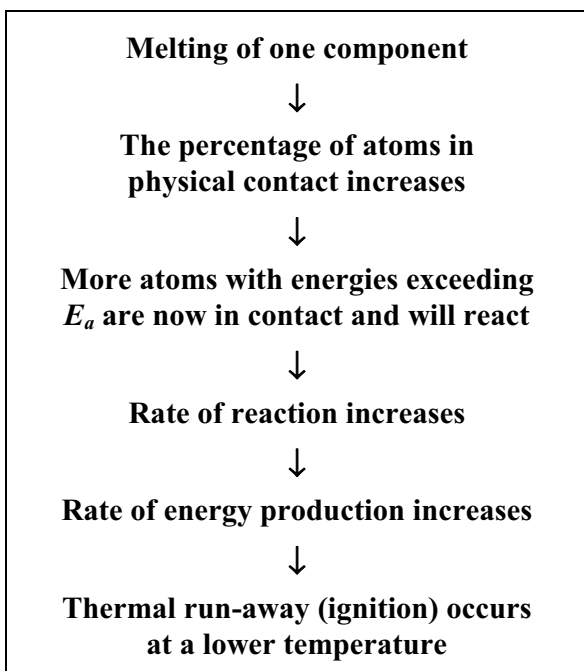 Melting of one component
↓
The percentage of atoms in
physical contact increases
↓
More atoms with energies exceeding
Eₐ are now in contact and will react
↓
Rate of reaction increases
↓
Rate of energy production increases
↓
Thermal run-away (ignition) occurs
at a lower temperature